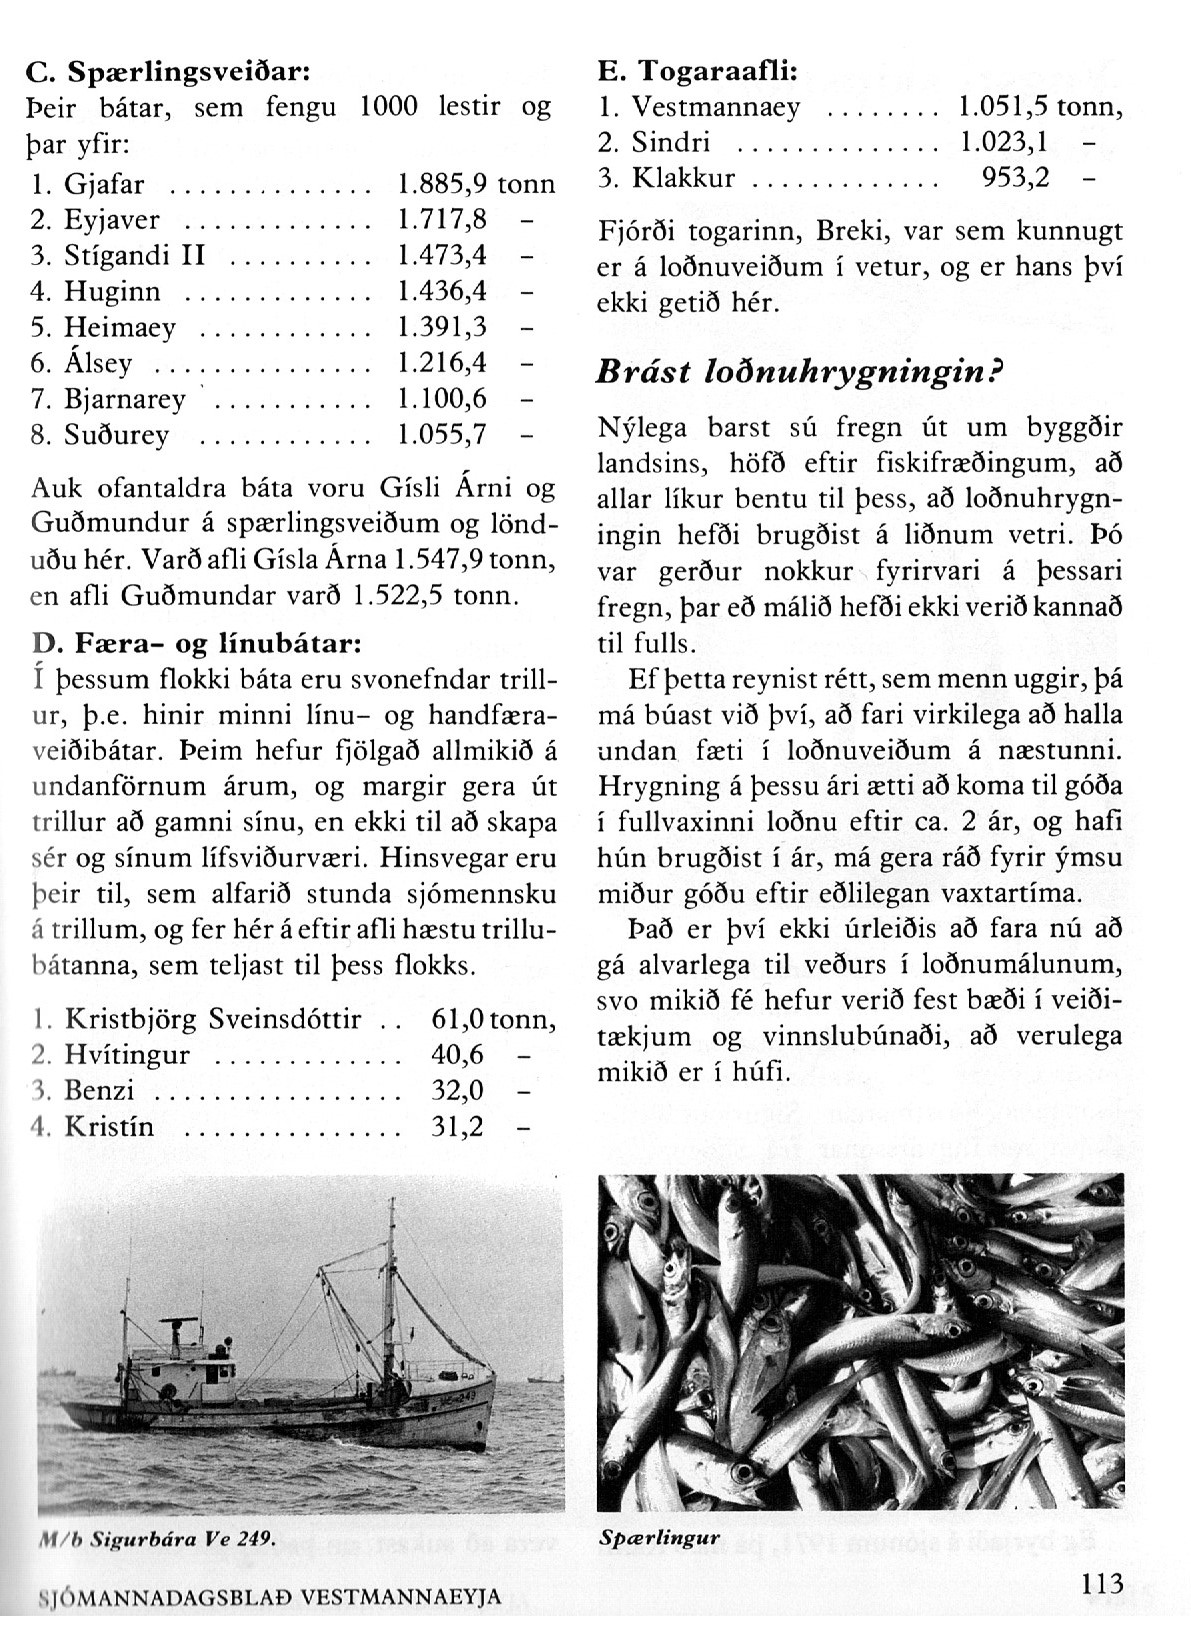 C. Spærlingsveiðar:
Þeir bátar, sem fengu 1000 lestir og
þar yfir:
1. Gjafar .............. 1.885,9 tonn
2. Eyjaver ............. 1.717,8 –
3. Stígandi II .......... 1.473,4 –
4. Huginn ............. 1.436,4 –
5. Heimaey ............ 1.391,3 –
6. Álsey ............... 1.216,4 –
7. Bjarnarey ........... 1.100,6 –
8. Suðurey ............ 1.055,7 –
Auk ofantaldra báta voru Gísli Árni og
Guðmundur á spærlingsveiðum og lönd-
uðu hér. Varð afli Gísla Árna 1.547,9 tonn,
en afli Guðmundar varð 1.522,5 tonn.
D. Færa- og línubátar:
Í þessum flokki báta eru svonefndar trill-
ur, þ.e. hinir minni línu- og handfæra-
veiðibátar. Þeim hefur fjölgað allmikið á
undanförnum árum, og margir gera út
trillur að gamni sínu, en ekki til að skapa
sér og sínum lífsviðurværi. Hinsvegar eru
þeir til, sem alfarið stunda sjómennsku
á trillum, og fer hér á eftir afli hæstu trillu-
bátanna, sem teljast til þess flokks.
1. Kristbjörg Sveinsdóttir .. 61,0 tonn,
2. Hvítingur ............. 40,6 –
3. Benzi ................. 32,0 –
4. Kristín ............... 31,2 –
VE-249
M/b Sigurbára Ve 249.
SJÓMANNADAGSBLAÐ VESTMANNAEYJA
E. Togaraafli:
1. Vestmannaey ........ 1.051,5 tonn,
2. Sindri .............. 1.023,1 –
3. Klakkur ............. 953,2 –
Fjórði togarinn, Breki, var sem kunnugt
er á loðnuveiðum í vetur, og er hans því
ekki getið hér.
Brást loðnuhrygningin?
Nýlega barst sú fregn út um byggðir
landsins, höfð eftir fiskifræðingum, að
allar líkur bentu til þess, að loðnuhrygn-
ingin hefði brugðist á liðnum vetri. Þó
var gerður nokkur fyrirvari á þessari
fregn, þar eð málið hefði ekki verið kannað
til fulls.
Ef þetta reynist rétt, sem menn uggir, þá
má búast við því, að fari virkilega að halla
undan fæti í loðnuveiðum á næstunni.
Hrygning á þessu ári ætti að koma til góða
í fullvaxinni loðnu eftir ca. 2 ár, og hafi
hún brugðist í ár, má gera ráð fyrir ýmsu
miður góðu eftir eðlilegan vaxtartíma.
Það er því ekki úrleiðis að fara nú að
gá alvarlega til veðurs í loðnumálunum,
svo mikið fé hefur verið fest bæði í veiði-
tækjum og vinnslubúnaði, að verulega
mikið er í húfi.
Spærlingur
113